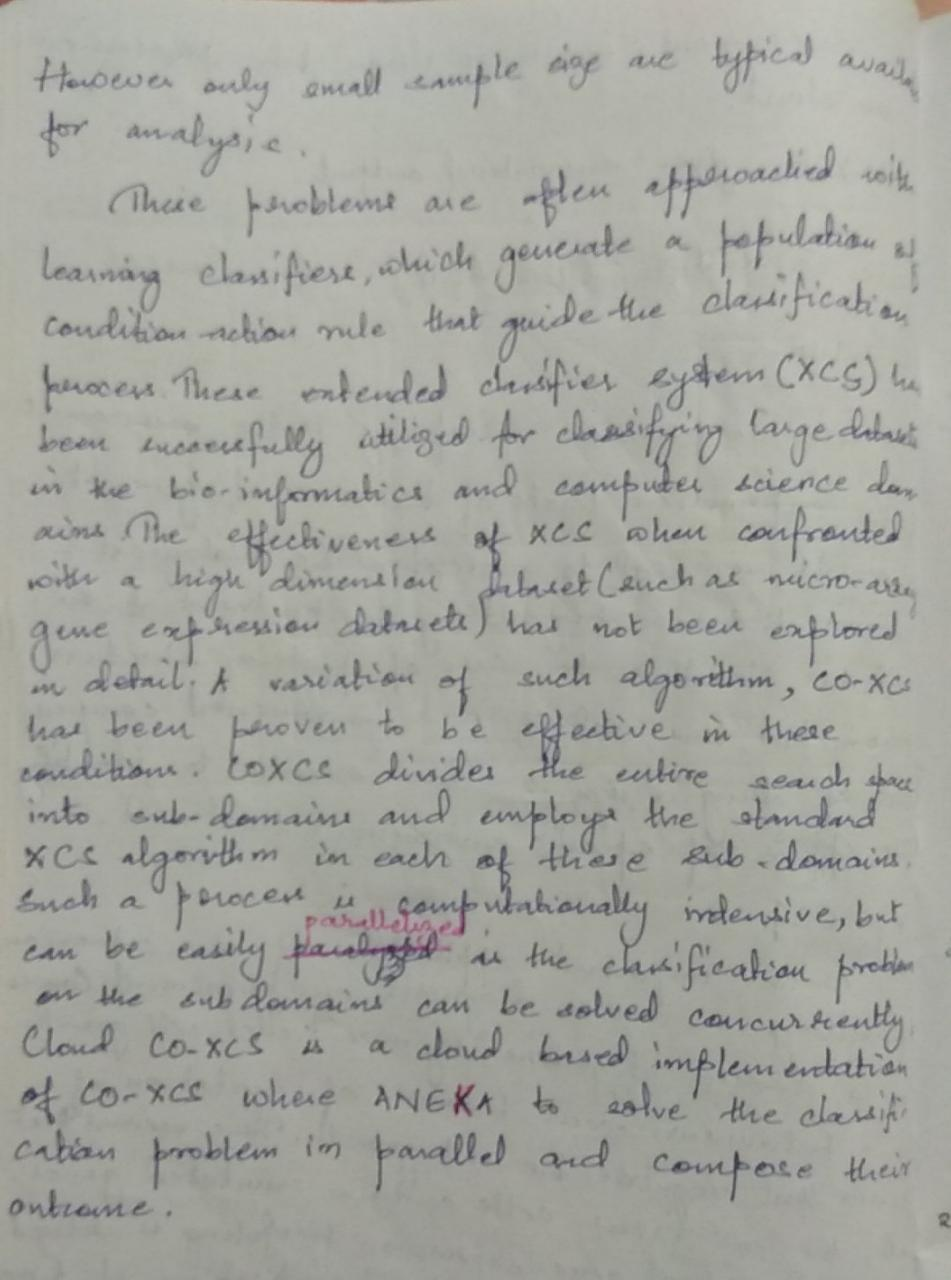 However only small sample size are typical availa
for analysis.
These problems are often approached with
learning classifiers, which generate a population of
condition-action rule that guide the classification
process. These extended classifier system (XCS) ha
been successfully utilized for classifying large datasets
in the bio-informatics and computer science dom
ains. The effectiveness of XCS when confronted
with a high dimension dataset (such as micro-array
gene expression datasets) has not been explored
in detail. A variation of such algorithm, CO-XCS
has been proven to be effective in these
conditions. COXCS divides the entire search space
into sub-domains and employs the standard
XCS algorithm in each of these sub-domains.
Such a process is computationally intensive, but
parallelized
can be easily as the classification problem
on the subdomains can be solved concurrently.
Cloud CO-XCS is a cloud based implementation
of CO-XCS where ANEKA to solve the classifi
cation problem in parallel and compose their
outcome.
2